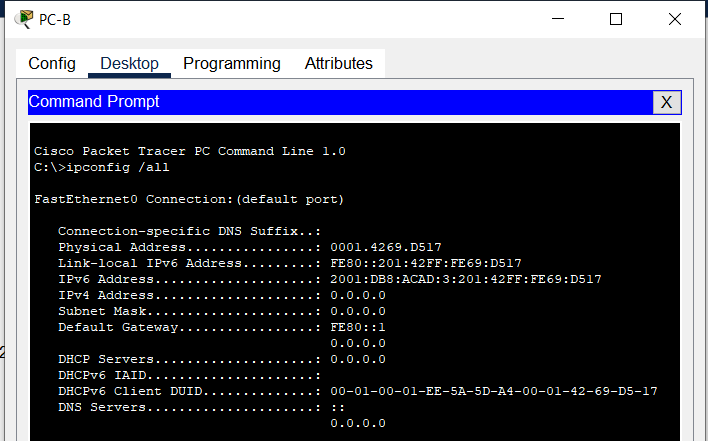 PC-B
Config Desktop Programming Attributes
Command Prompt X
Cisco Packet Tracer PC Command Line 1.0
C:\>ipconfig /all
FastEthernet0 Connection:(default port)
Connection-specific DNS Suffix..:
Physical Address................: 0001.4269.D517
Link-local IPv6 Address.........: FE80::201:42FF:FE69:D517
IPv6 Address....................: 2001:DB8:ACAD:3:201:42FF:FE69:D517
IPv4 Address....................: 0.0.0.0
Subnet Mask.....................: 0.0.0.0
Default Gateway.................: FE80::1
0.0.0.0
DHCP Servers....................: 0.0.0.0
DHCPv6 IAID.....................:
DHCPv6 Client DUID..............: 00-01-00-01-EE-5A-5D-A4-00-01-42-69-D5-17
DNS Servers.....................: ::
0.0.0.0